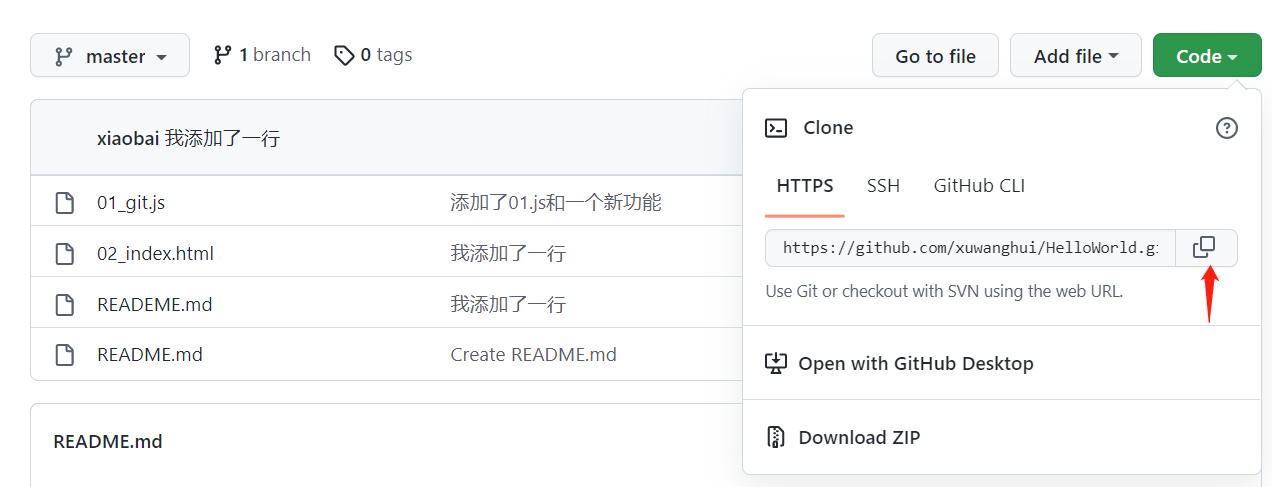 master 1 branch 0 tags Go to file Add file Code
xiaobai 我添加了一行
01_git.js 添加了01.js和一个新功能
02_index.html 我添加了一行
READEME.md 我添加了一行
README.md Create README.md
README.md
Clone
HTTPS SSH GitHub CLI
https://github.com/xuwanghui/HelloWorld.g
Use Git or checkout with SVN using the web URL.
Open with GitHub Desktop
Download ZIP